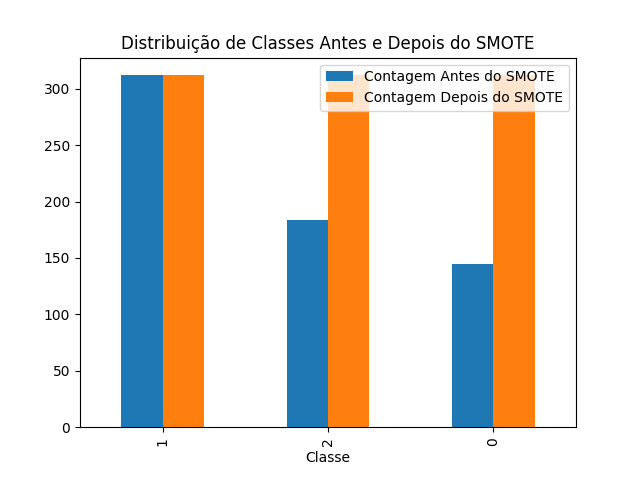 Distribuição de Classes Antes e Depois do SMOTE
Contagem Antes do SMOTE
Contagem Depois do SMOTE
300
250
200
150
100
50
0
1
2
0
Classe